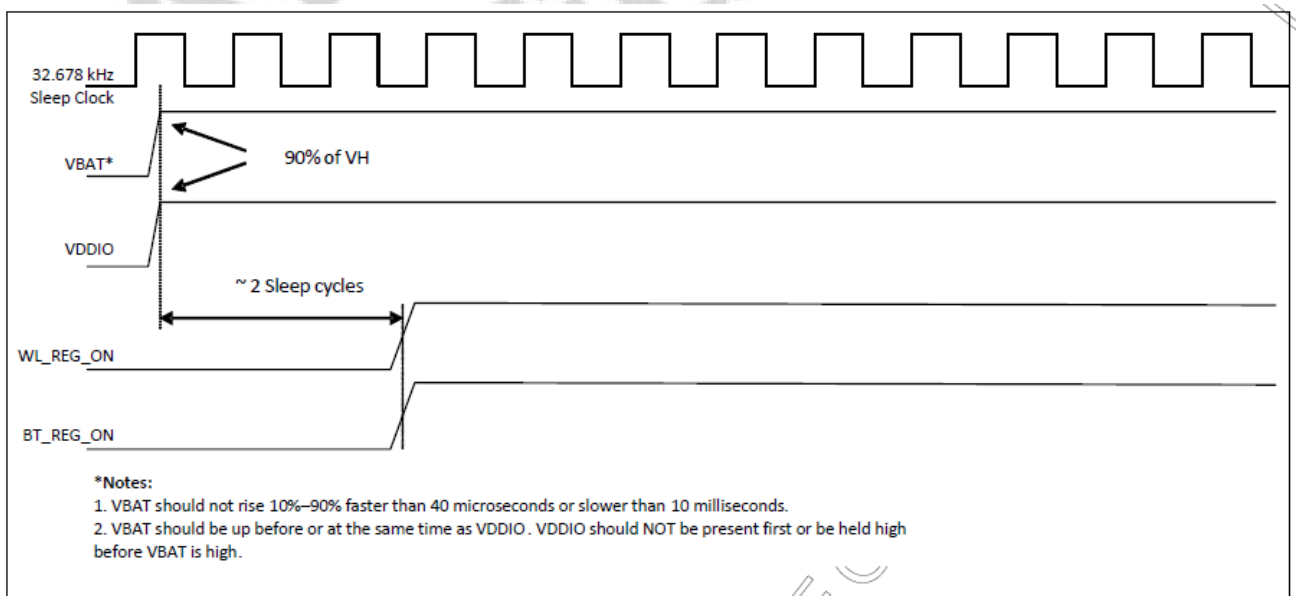 32.678 kHz
Sleep Clock
VBAT*
90% of VH
VDDIO
~ 2 Sleep cycles
WL_REG_ON
BT_REG_ON
*Notes:
1. VBAT should not rise 10%–90% faster than 40 microseconds or slower than 10 milliseconds.
2. VBAT should be up before or at the same time as VDDIO. VDDIO should NOT be present first or be held high
before VBAT is high.